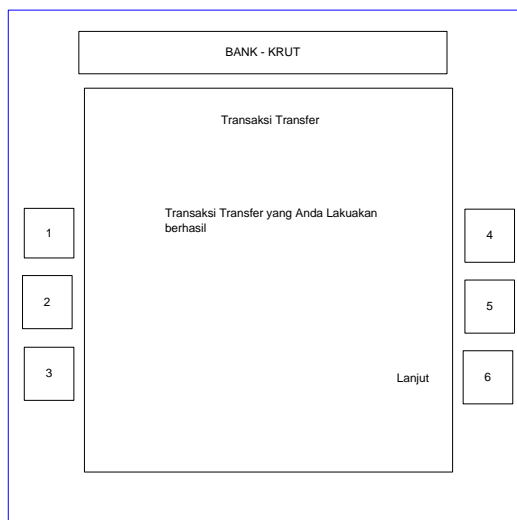 BANK - KRUT
Transaksi Transfer
Transaksi Transfer yang Anda Lakuakan
berhasil
1
4
2
5
3
Lanjut
6